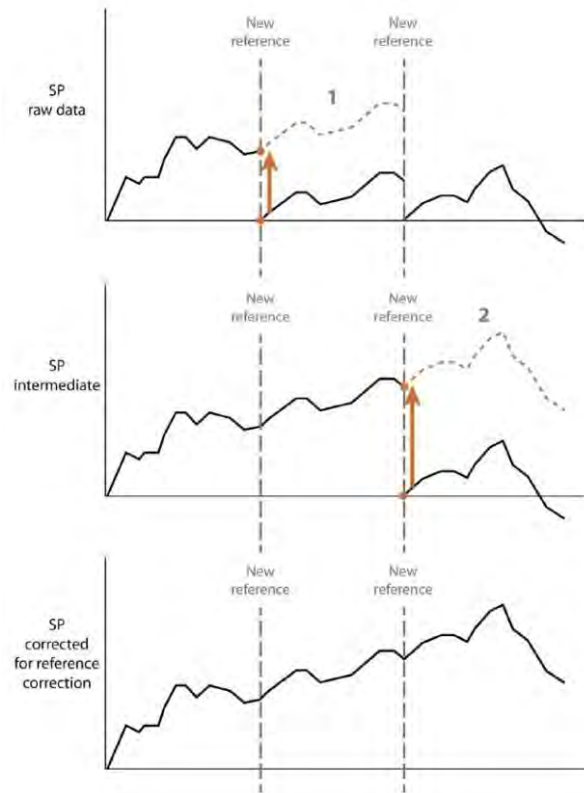 New
reference
New
reference
SP
raw data
1
New
reference
New
reference
2
SP
intermediate
New
reference
New
reference
SP
corrected
for reference
correction